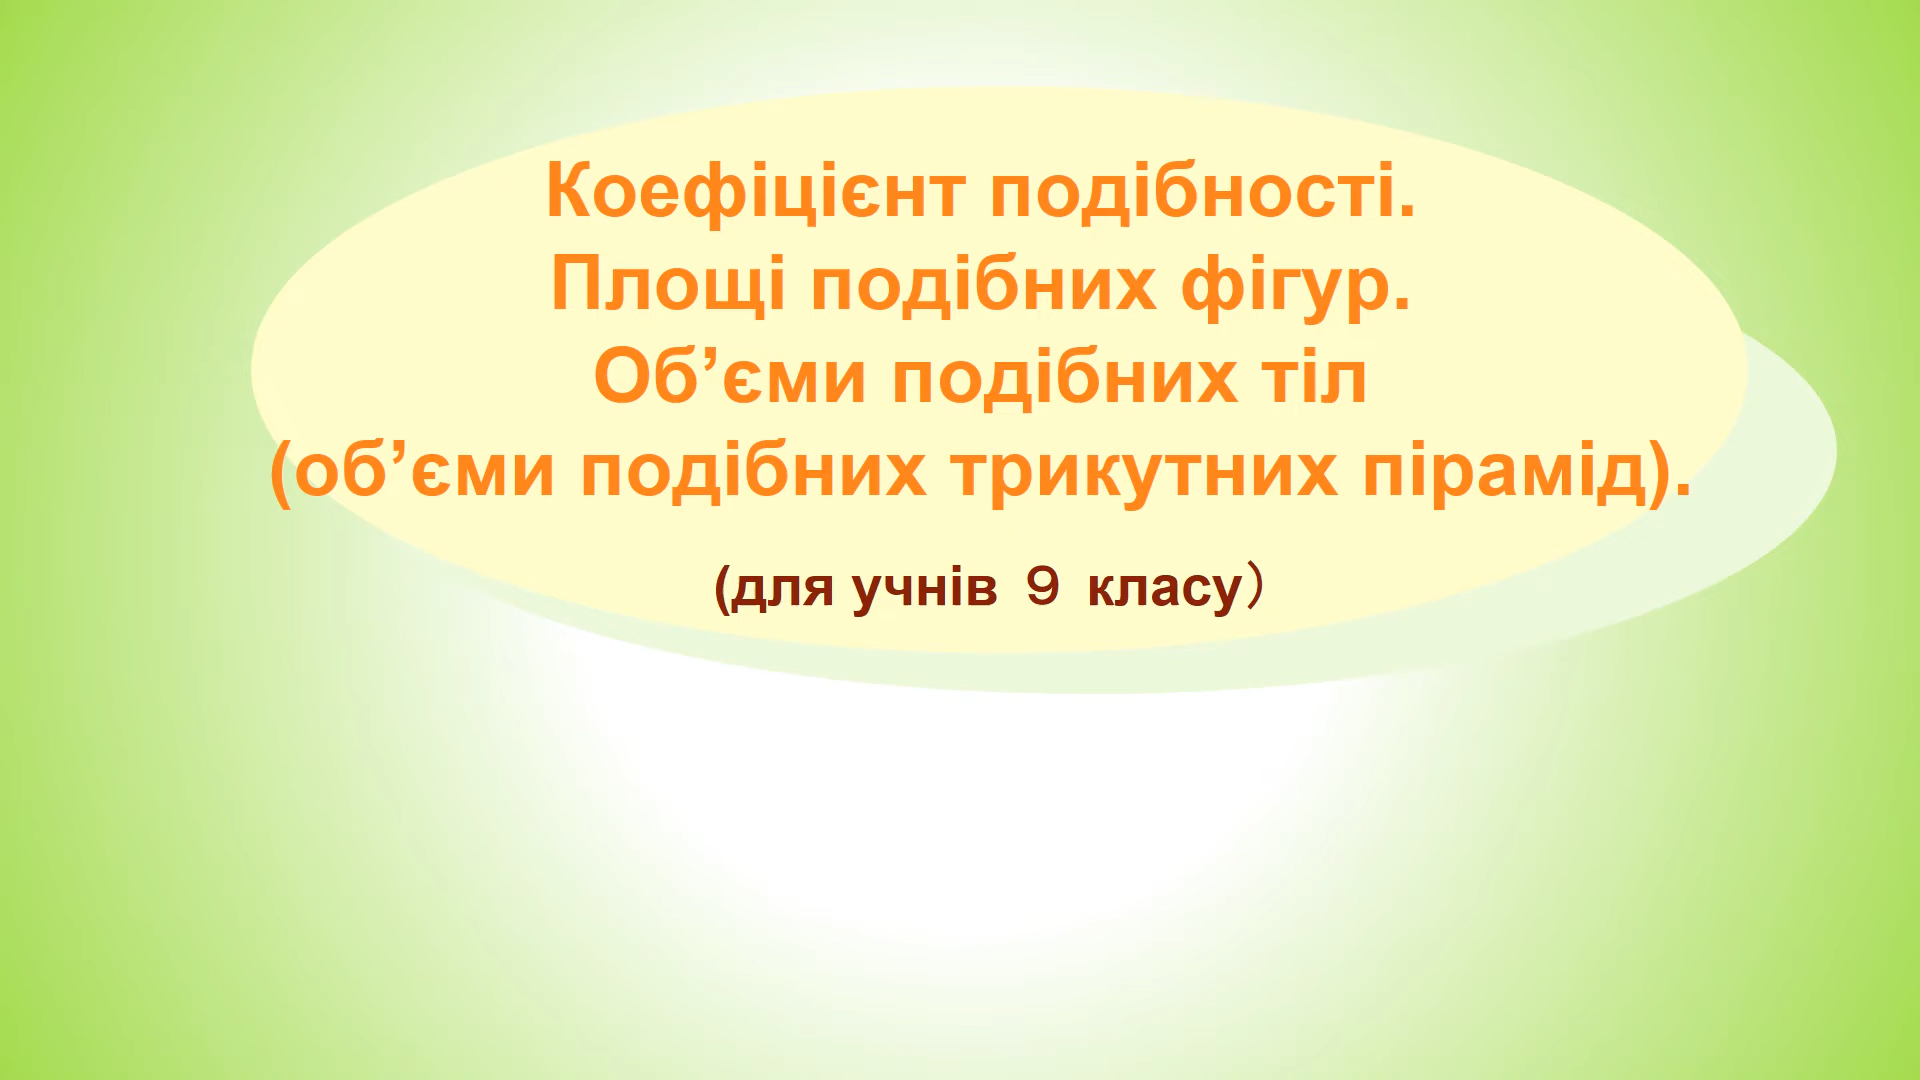 Коефіцієнт подібності.
Площі подібних фігур.
Об’єми подібних тіл
(об’єми подібних трикутних пірамід).
(для учнів 9 класу)